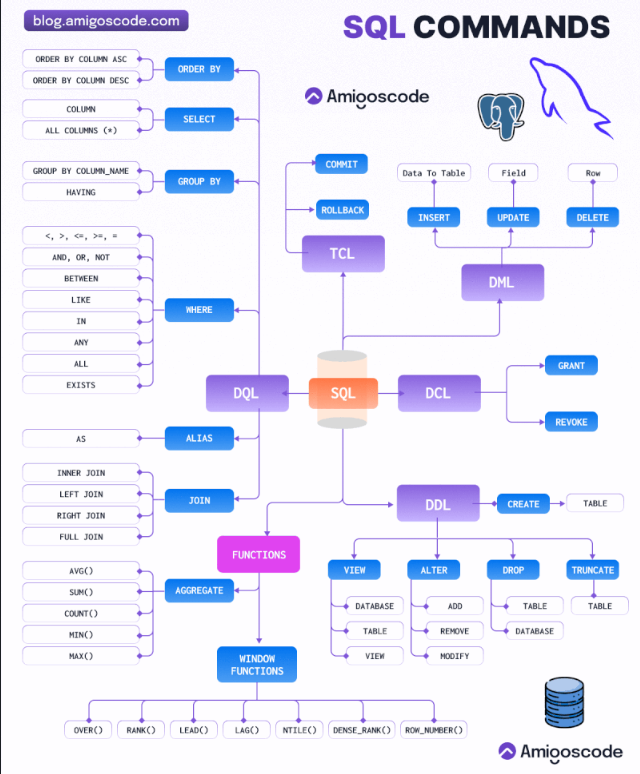 blog.amigoscode.com
SQL COMMANDS
Amigoscode
ORDER BY COLUMN ASC
ORDER BY COLUMN DESC
ORDER BY
COLUMN
ALL COLUMNS (*)
SELECT
GROUP BY COLUMN_NAME
HAVING
GROUP BY
<, >, <=, >=, =
AND, OR, NOT
BETWEEN
LIKE
IN
ANY
ALL
EXISTS
WHERE
DQL
AS
ALIAS
INNER JOIN
LEFT JOIN
RIGHT JOIN
FULL JOIN
JOIN
SQL
COMMIT
ROLLBACK
TCL
Data To Table
Field
Row
INSERT
UPDATE
DELETE
DML
DCL
GRANT
REVOKE
DDL
CREATE
TABLE
VIEW
ALTER
DROP
TRUNCATE
DATABASE
TABLE
VIEW
ADD
REMOVE
MODIFY
TABLE
DATABASE
TABLE
FUNCTIONS
AVG()
SUM()
COUNT()
MIN()
MAX()
AGGREGATE
WINDOW
FUNCTIONS
OVER()
RANK()
LEAD()
LAG()
NTILE()
DENSE_RANK()
ROW_NUMBER()
Amigoscode